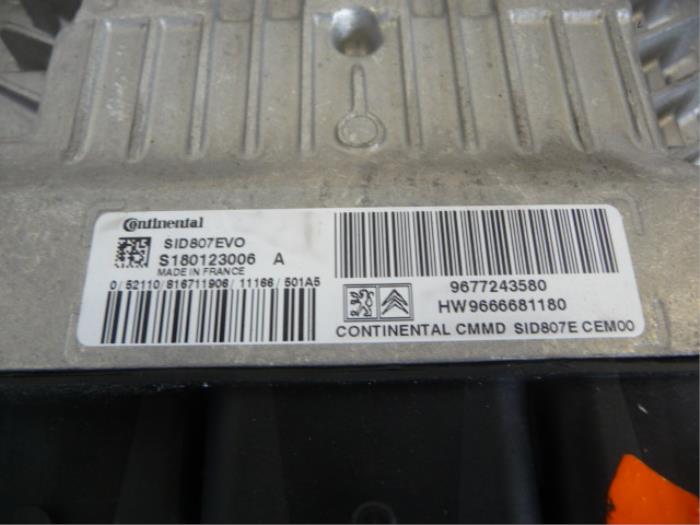 Continental
SID807EVO
S180123006 A
MADE IN FRANCE
0/52110/816711906/11166/501A5
9677243580
HW9666681180
CONTINENTAL CMMD SID807E CEM00